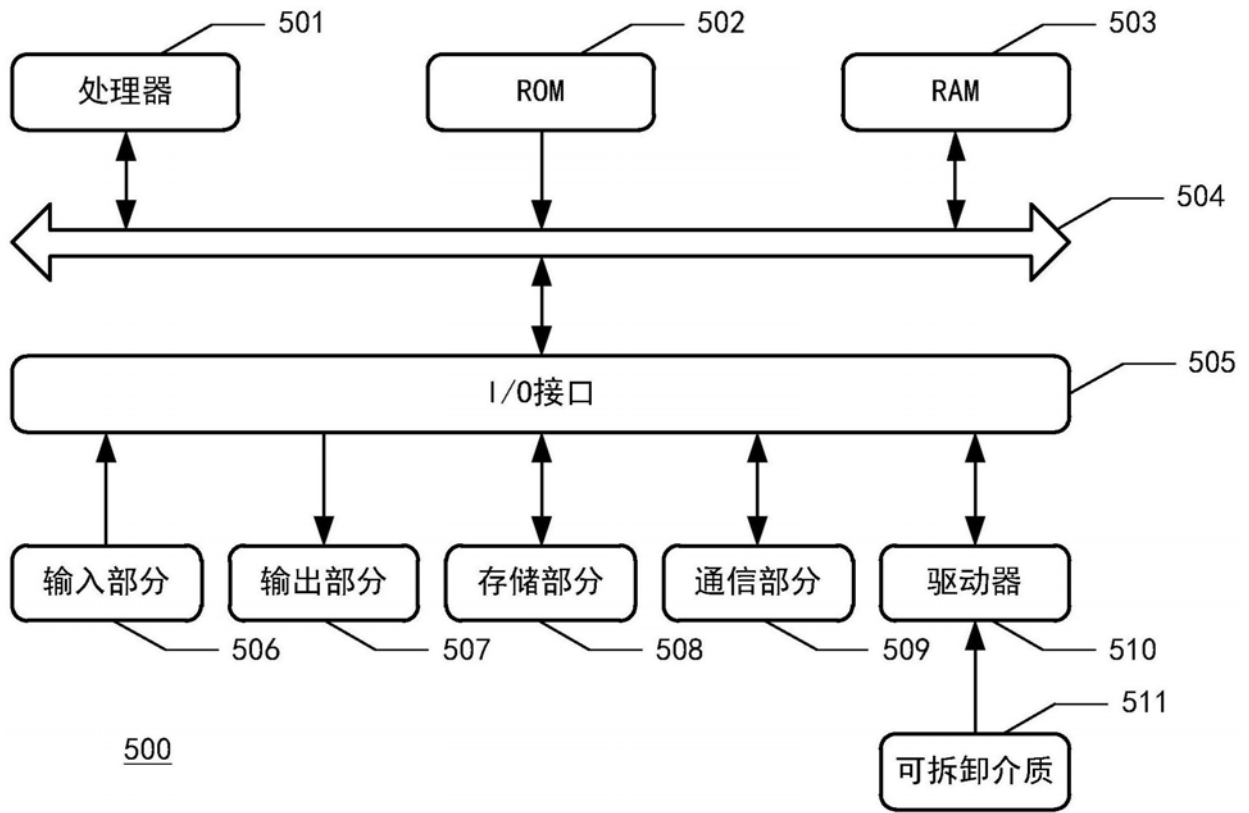 501
502
503
处理器
ROM
RAM
504
505
I/O接口
输入部分
输出部分
存储部分
通信部分
驱动器
506
507
508
509
510
511
500
可拆卸介质